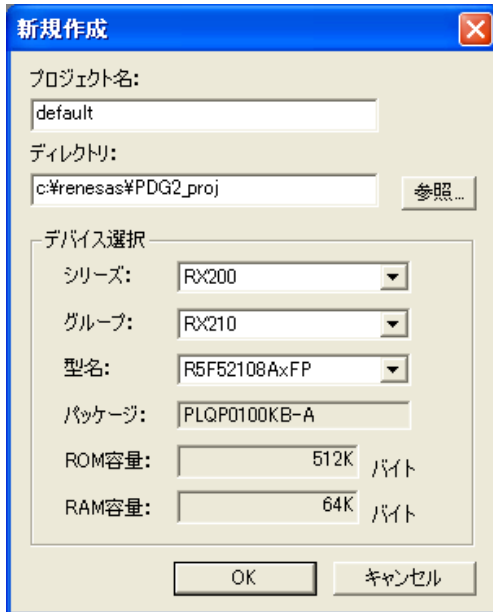 新規作成
プロジェクト名:
default
ディレクトリ:
c:¥renesas¥PDG2_proj
参照...
デバイス選択
シリーズ: RX200
グループ: RX210
型名: R5F52108AxFP
パッケージ: PLQP0100KB-A
ROM容量: 512K バイト
RAM容量: 64K バイト
OK キャンセル